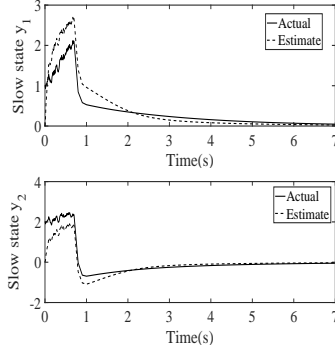 Slow state y1
3
2
1
0
Actual
Estimate
0 1 2 3 4 5 6 7
Time(s)
Slow state y2
4
2
0
-2
Actual
Estimate
0 1 2 3 4 5 6 7
Time(s)